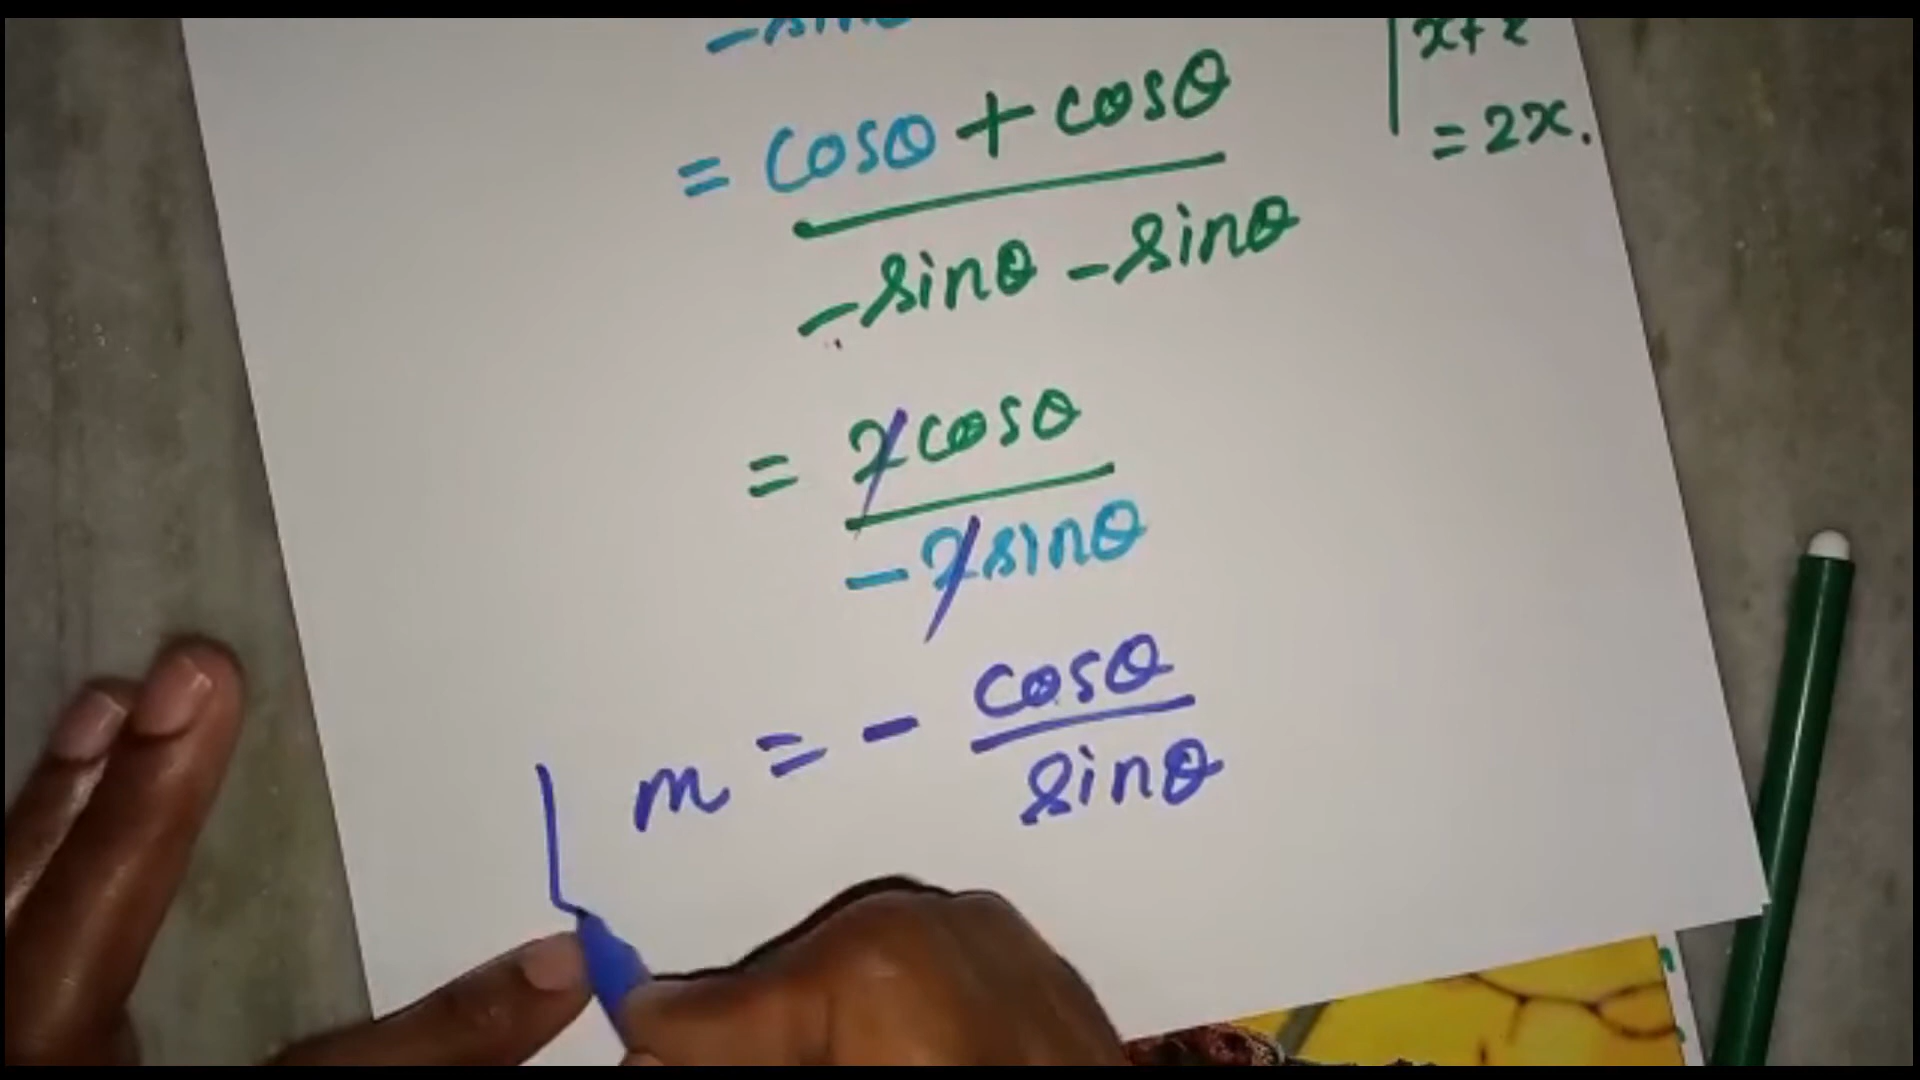 x+x
= 2x.
= cosθ + cosθ
-sinθ - sinθ
= 2cosθ
-2sinθ
m = - cosθ
sinθ